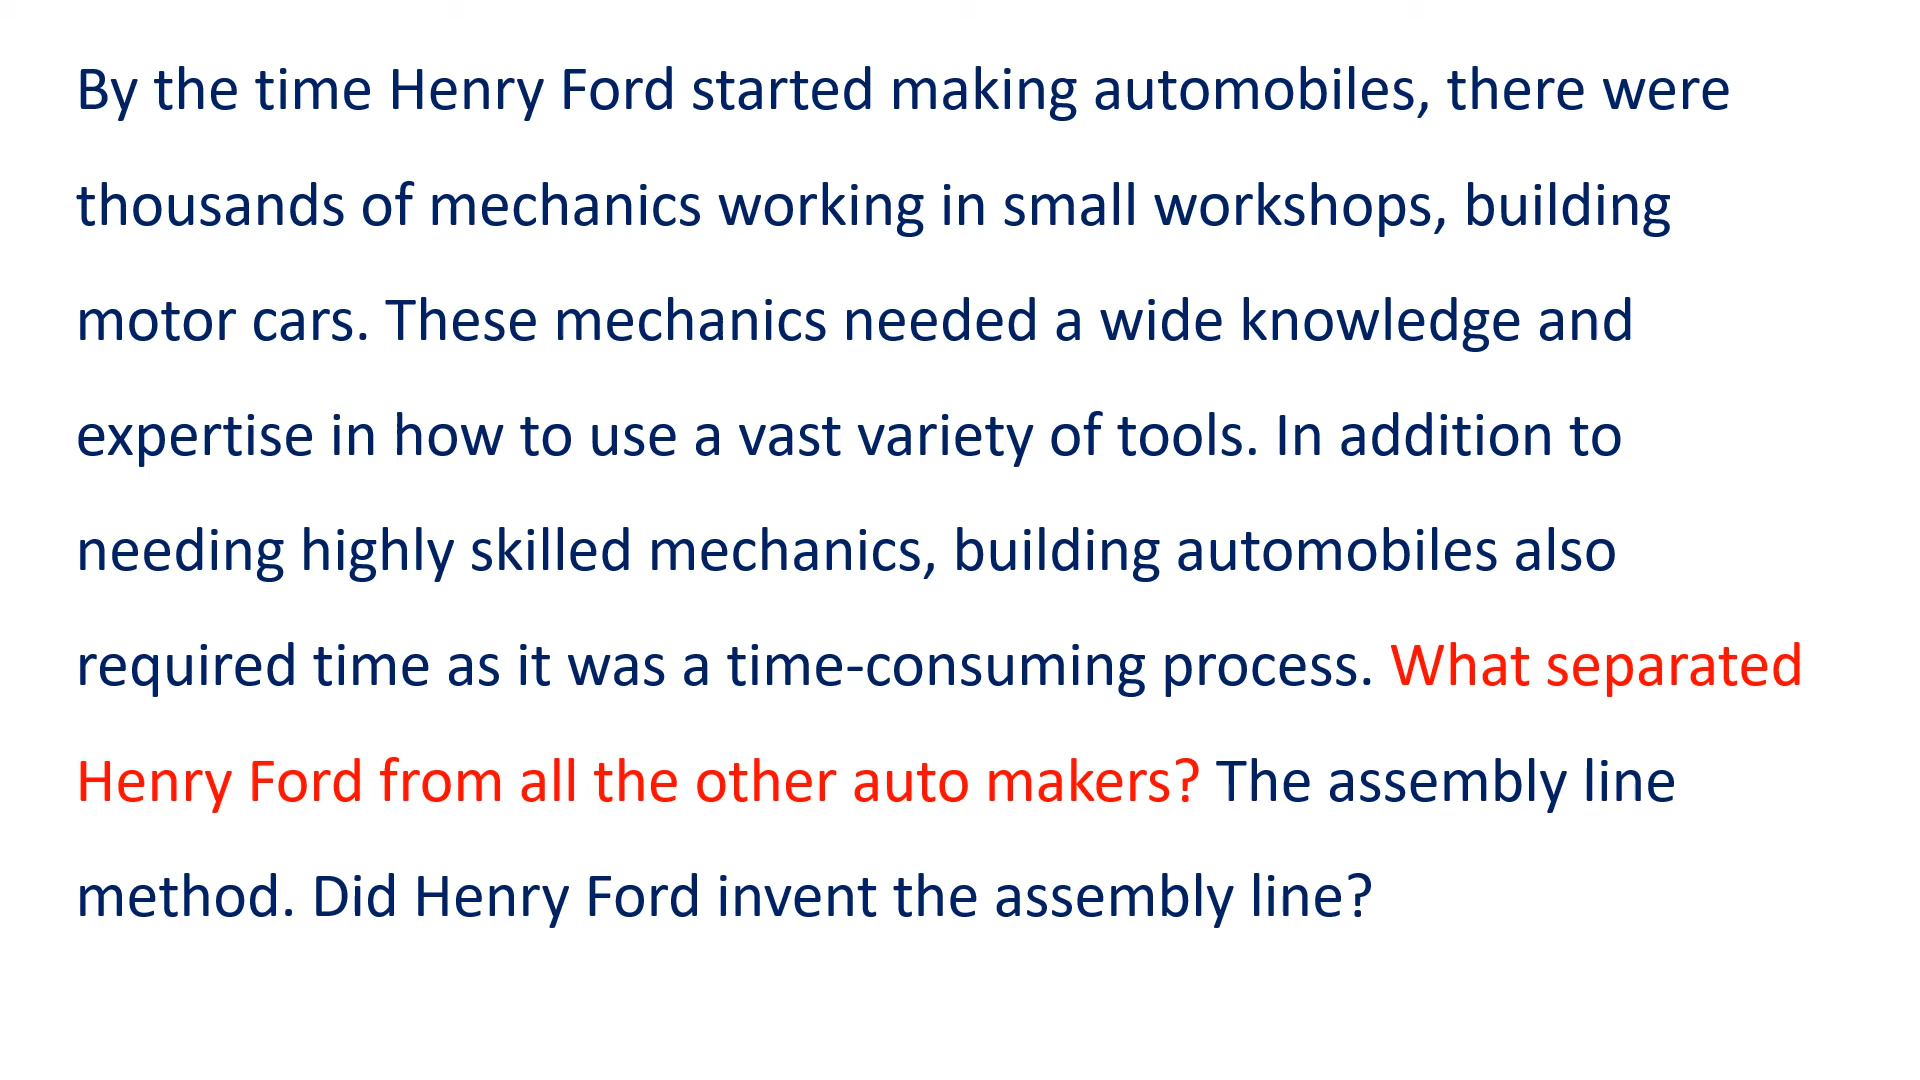 By the time Henry Ford started making automobiles, there were
thousands of mechanics working in small workshops, building
motor cars. These mechanics needed a wide knowledge and
expertise in how to use a vast variety of tools. In addition to
needing highly skilled mechanics, building automobiles also
required time as it was a time-consuming process. What separated
Henry Ford from all the other auto makers? The assembly line
method. Did Henry Ford invent the assembly line?